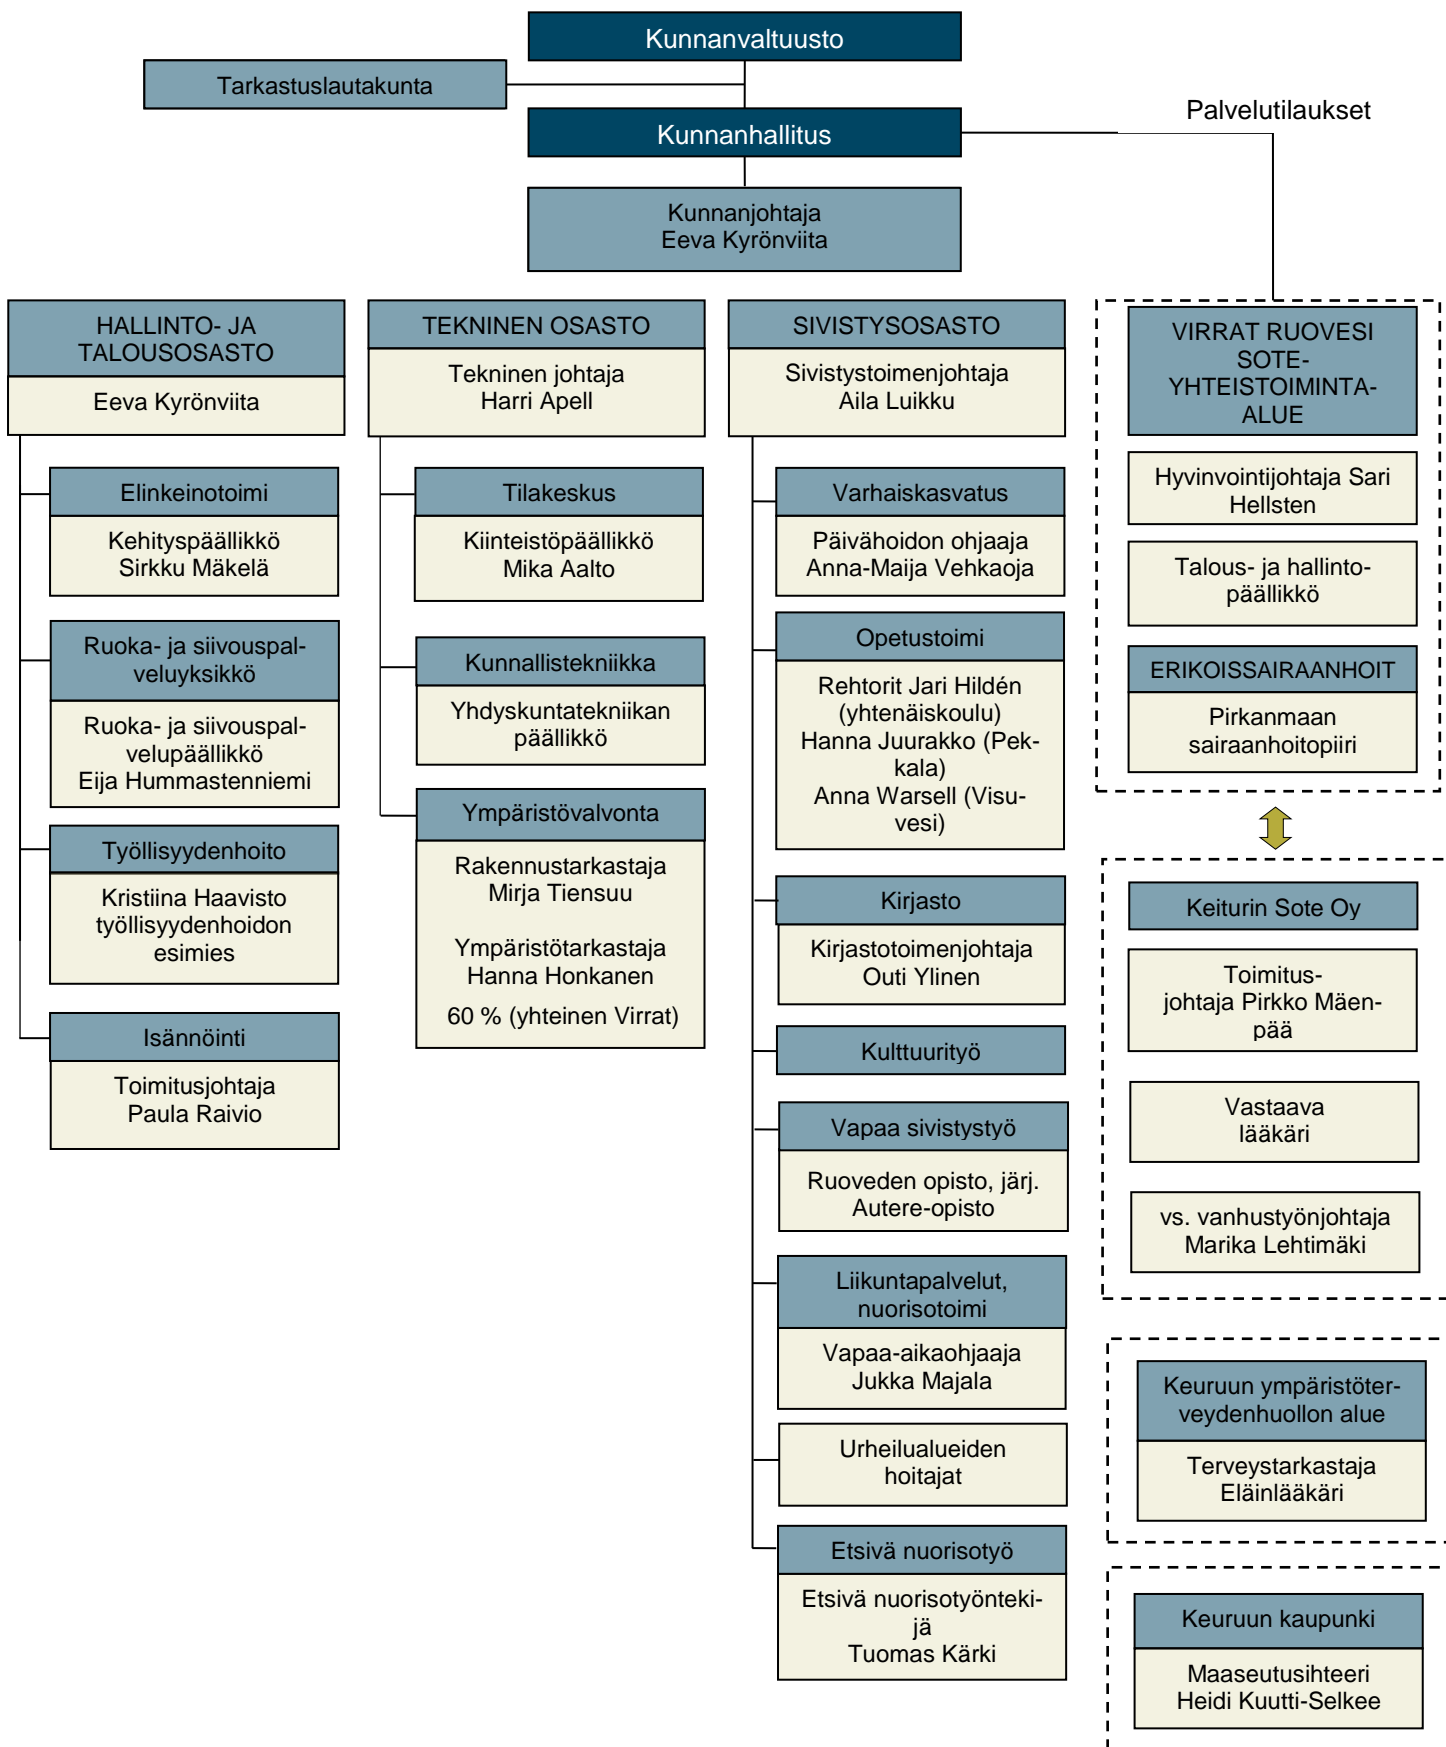 Kunnanvaltuusto
Tarkastuslautakunta
Palvelutilaukset
Kunnanhallitus
Kunnanjohtaja
Eeva Kyrönviita
HALLINTO- JA
TALOUSOSASTO
Eeva Kyrönviita
Elinkeinotoimi
Kehityspäällikkö
Sirkku Mäkelä
Ruoka- ja siivouspal-
veluyksikkö
Ruoka- ja siivouspal-
velupäällikkö
Eija Hummastenniemi
Työllisyydenhoito
Kristiina Haavisto
työllisyydenhoidon
esimies
Isännöinti
Toimitusjohtaja
Paula Raivio
TEKNINEN OSASTO
Tekninen johtaja
Harri Apell
Tilakeskus
Kiinteistöpäällikkö
Mika Aalto
Kunnallistekniikka
Yhdyskuntatekniikan
päällikkö
Ympäristövalvonta
Rakennustarkastaja
Mirja Tiensuu
Ympäristötarkastaja
Hanna Honkanen
60 % (yhteinen Virrat)
SIVISTYSOSASTO
Sivistystoimenjohtaja
Aila Luikku
Varhaiskasvatus
Päivähoidon ohjaaja
Anna-Maija Vehkaoja
Opetustoimi
Rehtorit Jari Hildén
(yhtenäiskoulu)
Hanna Juurakko (Pek-
kala)
Anna Warsell (Visu-
vesi)
Kirjasto
Kirjastotoimenjohtaja
Outi Ylinen
Kulttuurityö
Vapaa sivistystyö
Ruoveden opisto, järj.
Autere-opisto
Liikuntapalvelut,
nuorisotoimi
Vapaa-aikaohjaaja
Jukka Majala
Urheilualueiden
hoitajat
Etsivä nuorisotyö
Etsivä nuorisotyönteki-
jä
Tuomas Kärki
VIRRAT RUOVESI
SOTE-
YHTEISTOIMINTA-
ALUE
Hyvinvointijohtaja Sari
Hellsten
Talous- ja hallinto-
päällikkö
ERIKOISSAIRAANHOIT
Pirkanmaan
sairaanhoitopiiri
Keiturin Sote Oy
Toimitus-
johtaja Pirkko Mäen-
pää
Vastaava
lääkäri
vs. vanhustyönjohtaja
Marika Lehtimäki
Keuruun ympäristöter-
veydenhuollon alue
Terveystarkastaja
Eläinlääkäri
Keuruun kaupunki
Maaseutusihteeri
Heidi Kuutti-Selkee